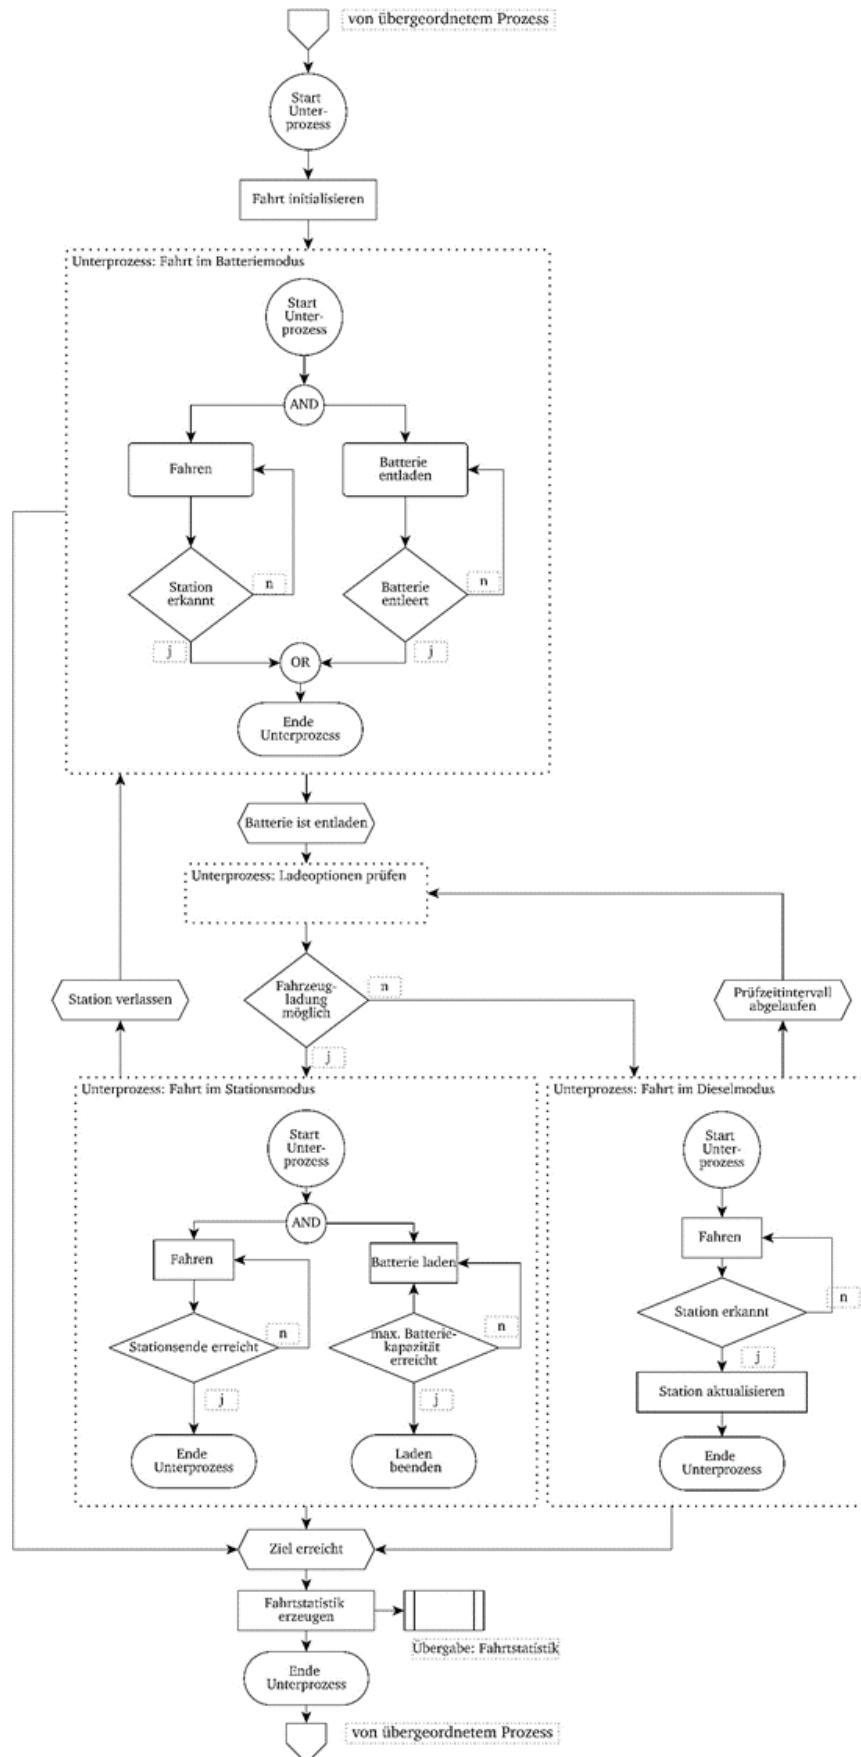 von übergeordnetem Prozess
Start
Unter-
prozess
Fahrt initialisieren
Unterprozess: Fahrt im Batteriemodus
Start
Unter-
prozess
AND
Fahren
Batterie
entladen
Station
erkannt
n
Batterie
entleert
n
j
OR
j
Ende
Unterprozess
Batterie ist entladen
Unterprozess: Ladeoptionen prüfen
Station verlassen
Fahrzeug-
ladung
möglich
n
Prüfzeitintervall
abgelaufen
j
Unterprozess: Fahrt im Stationsmodus
Unterprozess: Fahrt im Dieselmodus
Start
Unter-
prozess
Start
Unter-
prozess
AND
Fahren
Batterie laden
Fahren
Stationsende erreicht
n
max. Batterie-
kapazität
erreicht
n
Station erkannt
n
j
j
j
Station aktualisieren
Ende
Unterprozess
Laden
beenden
Ende
Unterprozess
Ziel erreicht
Fahrtstatistik
erzeugen
Übergabe: Fahrtstatistik
Ende
Unterprozess
von übergeordnetem Prozess